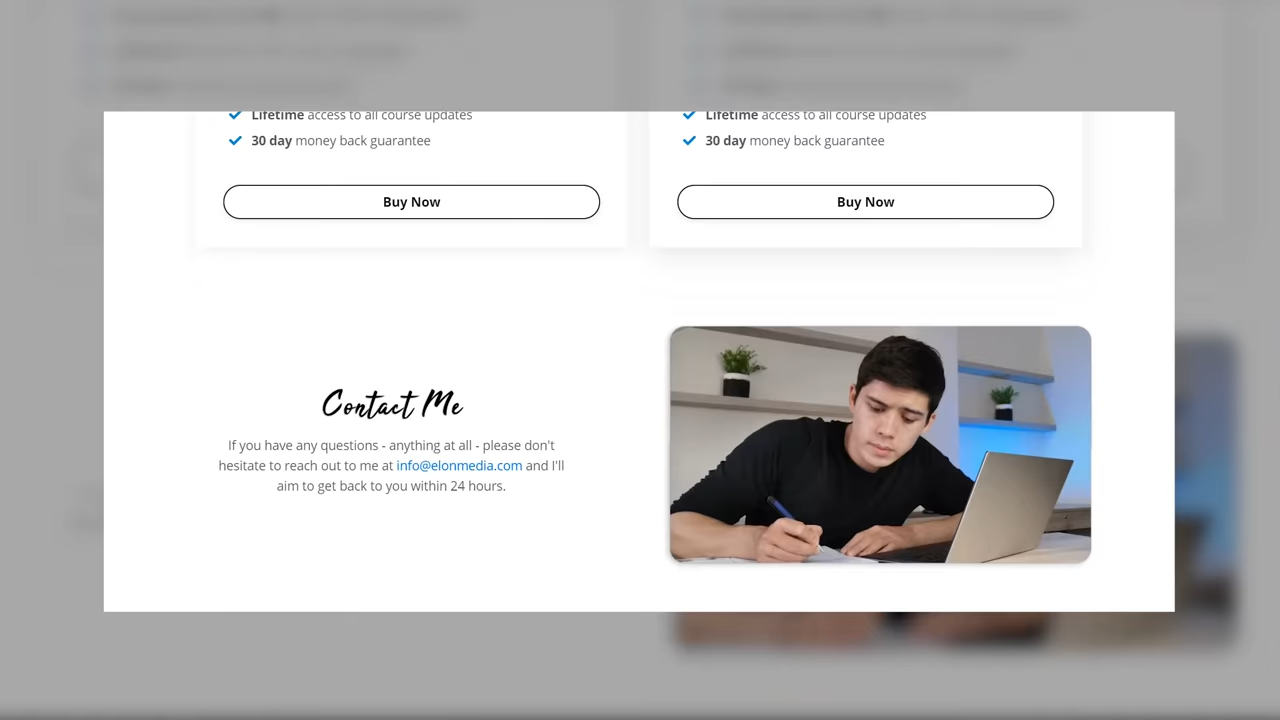 Lifetime access to all course updates
30 day money back guarantee
Buy Now
Lifetime access to all course updates
30 day money back guarantee
Buy Now
Contact Me
If you have any questions - anything at all - please don't
hesitate to reach out to me at info@elonmedia.com and I'll
aim to get back to you within 24 hours.